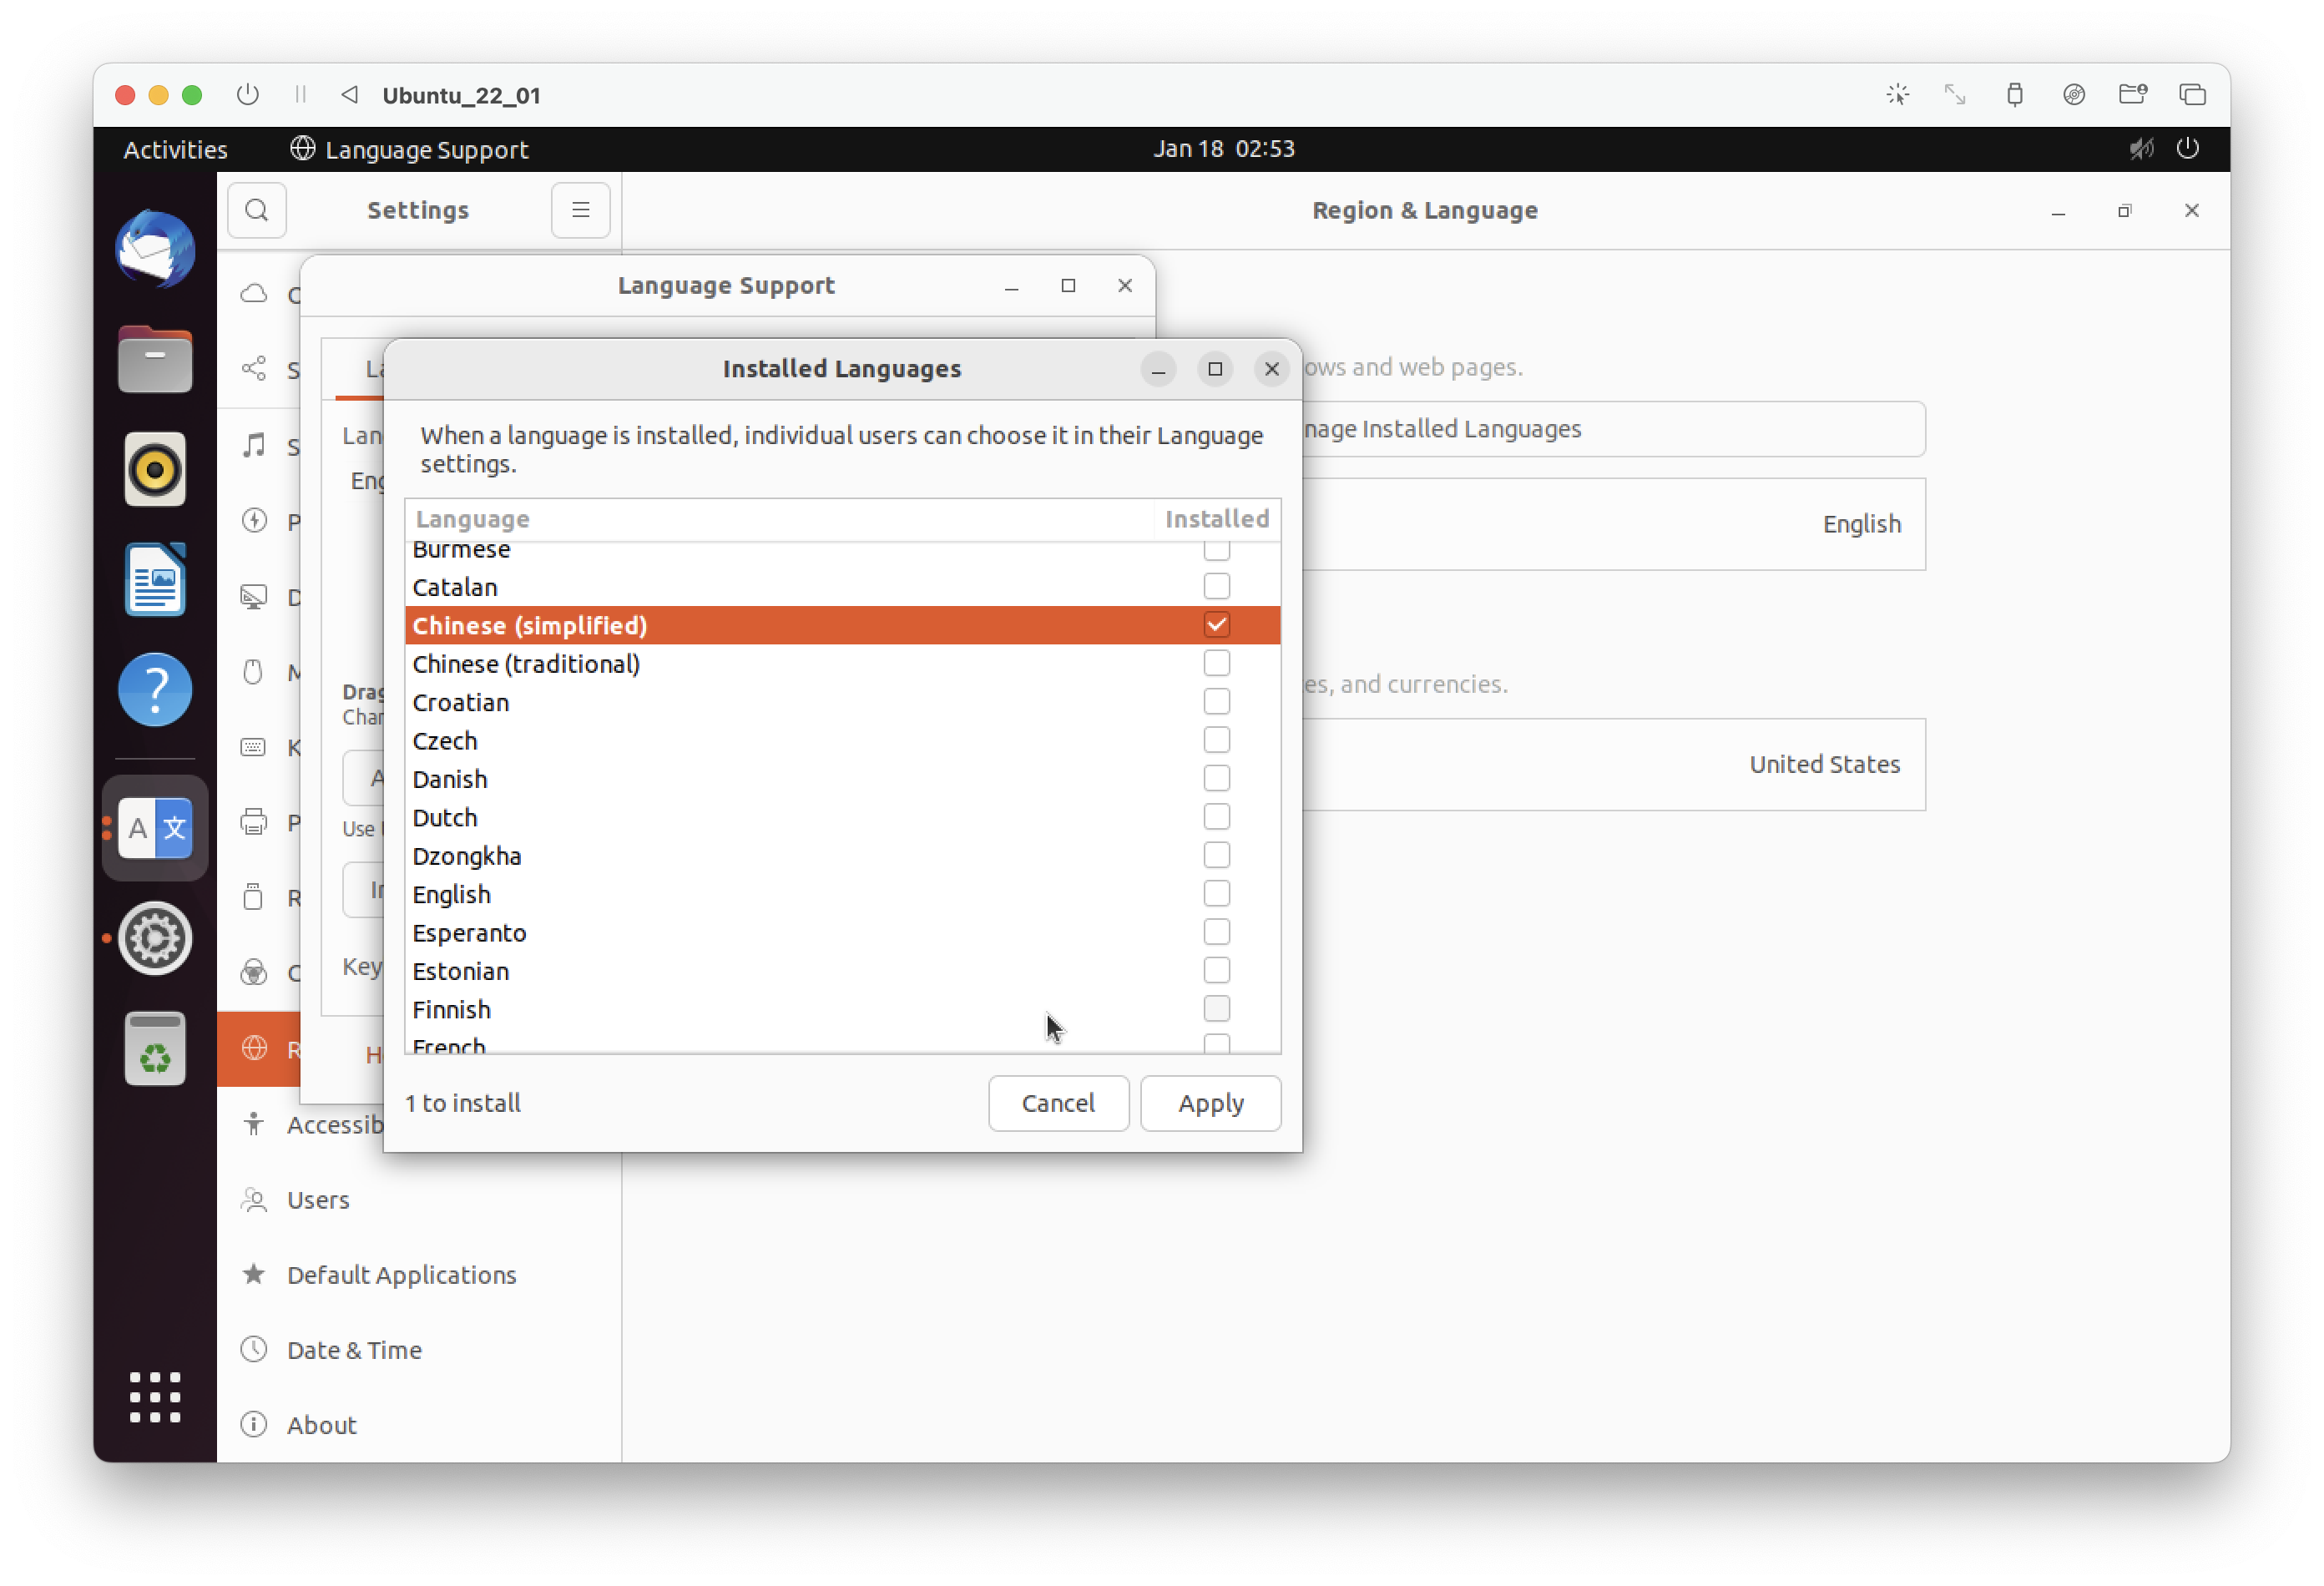 Ubuntu_22_01
Activities
Language Support
Jan 18 02:53
Settings
Region & Language
Language Support
Installed Languages
ows and web pages.
When a language is installed, individual users can choose it in their Language
settings.
nage Installed Languages
Language Installed
English
Burmese
Catalan
Chinese (simplified)
Chinese (traditional)
Croatian
Czech
Danish
Dutch
Dzongkha
English
Esperanto
Estonian
Finnish
French
es, and currencies.
United States
Lan
Eng
Drag
Char
A 文
Use
Key
1 to install
Cancel
Apply
Accessib
Users
Default Applications
Date & Time
About